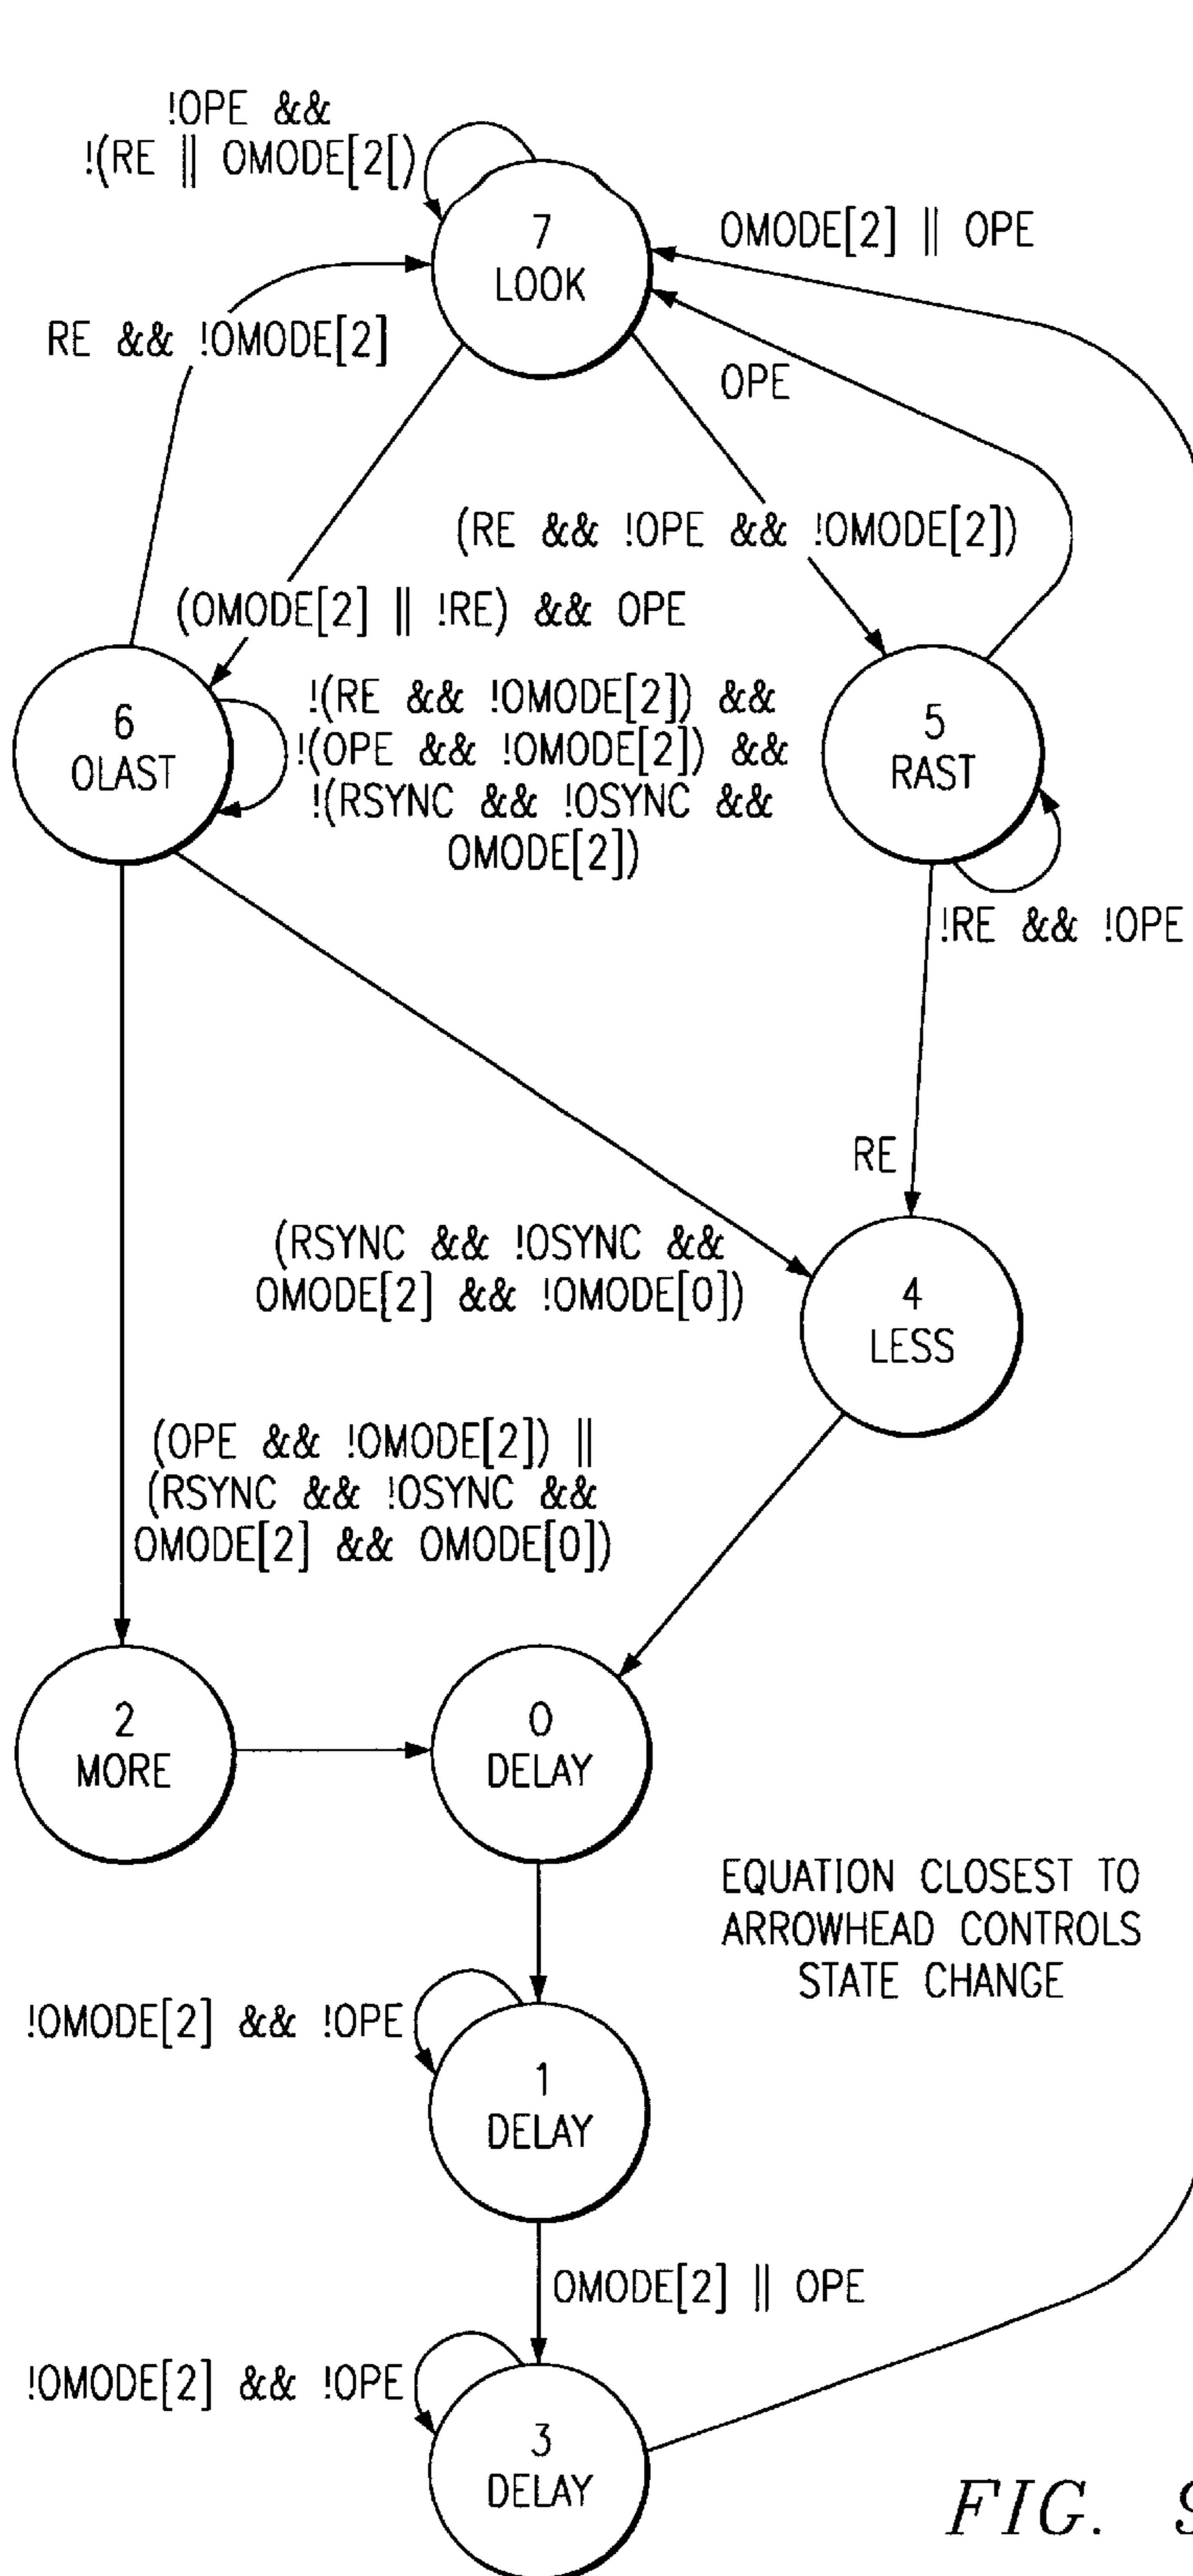 !OPE &&
!(RE || OMODE[2[)
7
LOOK
OMODE[2] || OPE
RE && !OMODE[2]
OPE
(RE && !OPE && !OMODE[2])
(OMODE[2] || !RE) && OPE
6
OLAST
!(RE && !OMODE[2]) &&
!(OPE && !OMODE[2]) &&
!(RSYNC && !OSYNC &&
OMODE[2])
5
RAST
!RE && !OPE
RE
(RSYNC && !OSYNC &&
OMODE[2] && !OMODE[0])
4
LESS
(OPE && !OMODE[2]) ||
(RSYNC && !OSYNC &&
OMODE[2] && OMODE[0])
2
MORE
0
DELAY
EQUATION CLOSEST TO
ARROWHEAD CONTROLS
STATE CHANGE
!OMODE[2] && !OPE
1
DELAY
OMODE[2] || OPE
!OMODE[2] && !OPE
3
DELAY
FIG. 9